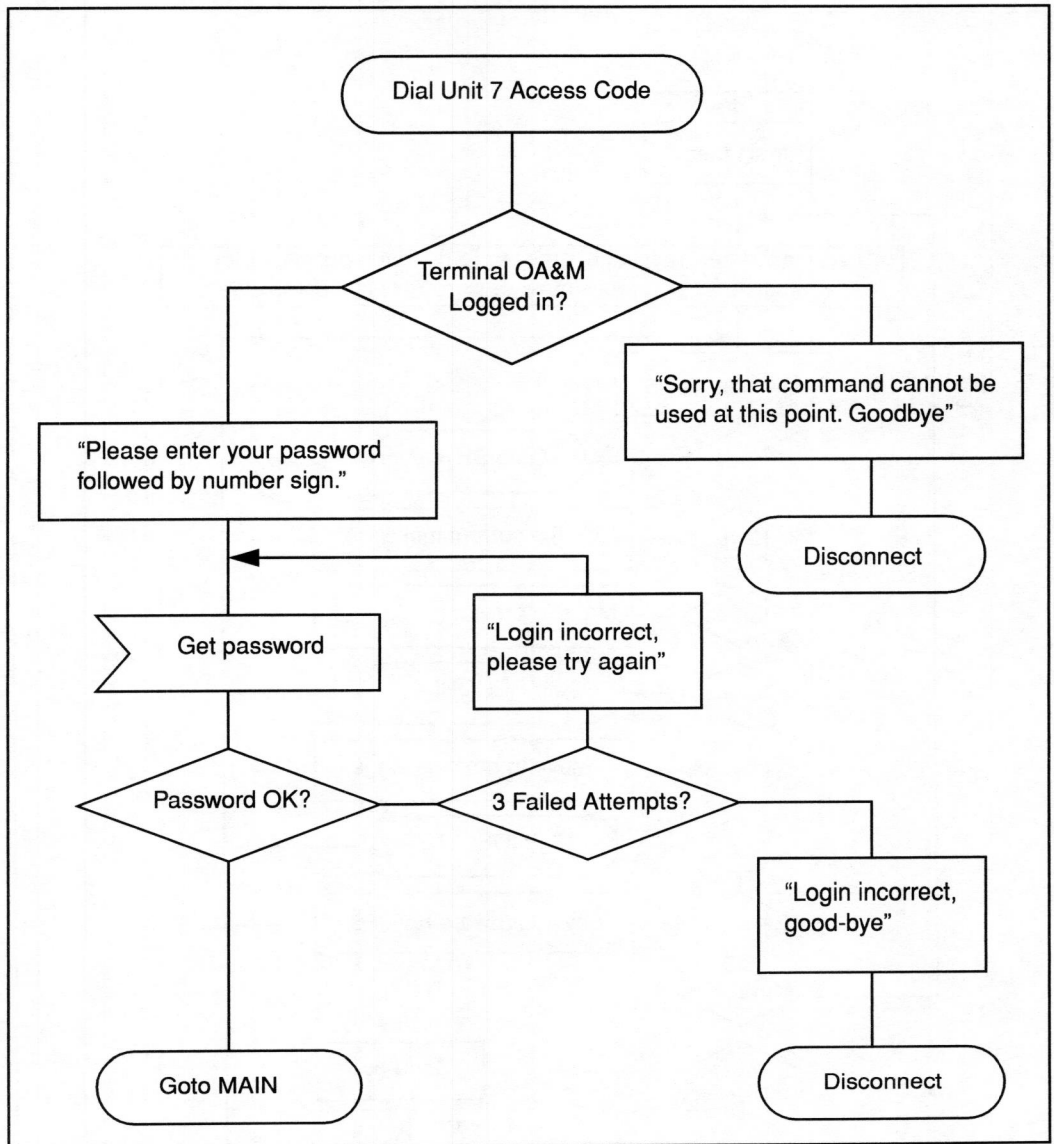 Dial Unit 7 Access Code
Terminal OA&M
Logged in?
“Sorry, that command cannot be
used at this point. Goodbye”
“Please enter your password
followed by number sign.”
Disconnect
Get password
“Login incorrect,
please try again”
Password OK?
3 Failed Attempts?
“Login incorrect,
good-bye”
Goto MAIN
Disconnect